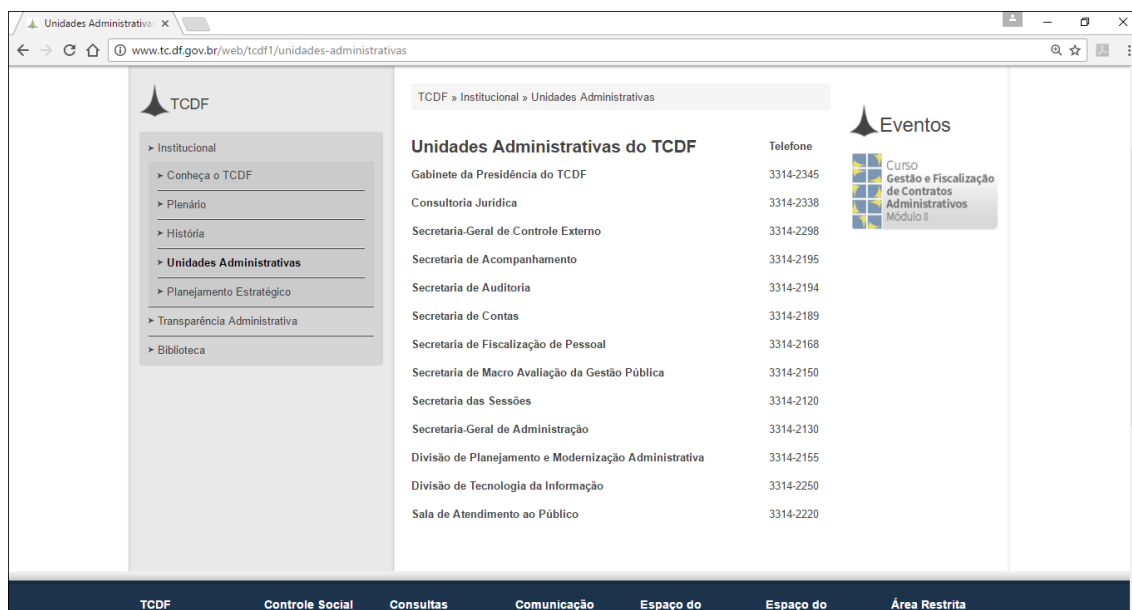 Unidades Administrativa
www.tc.df.gov.br/web/tcdf1/unidades-administrativas
TCDF
➤ Institucional
➤ Conheça o TCDF
➤ Plenário
➤ História
➤ Unidades Administrativas
➤ Planejamento Estratégico
➤ Transparência Administrativa
➤ Biblioteca
TCDF » Institucional » Unidades Administrativas
Unidades Administrativas do TCDF Telefone
Gabinete da Presidência do TCDF 3314-2345
Consultoria Jurídica 3314-2338
Secretaria-Geral de Controle Externo 3314-2298
Secretaria de Acompanhamento 3314-2195
Secretaria de Auditoria 3314-2194
Secretaria de Contas 3314-2189
Secretaria de Fiscalização de Pessoal 3314-2168
Secretaria de Macro Avaliação da Gestão Pública 3314-2150
Secretaria das Sessões 3314-2120
Secretaria-Geral de Administração 3314-2130
Divisão de Planejamento e Modernização Administrativa 3314-2155
Divisão de Tecnologia da Informação 3314-2250
Sala de Atendimento ao Público 3314-2220
Eventos
Curso
Gestão e Fiscalização
de Contratos
Administrativos
Módulo II
TCDF Controle Social Consultas Comunicação Espaço do Espaço do Área Restrita